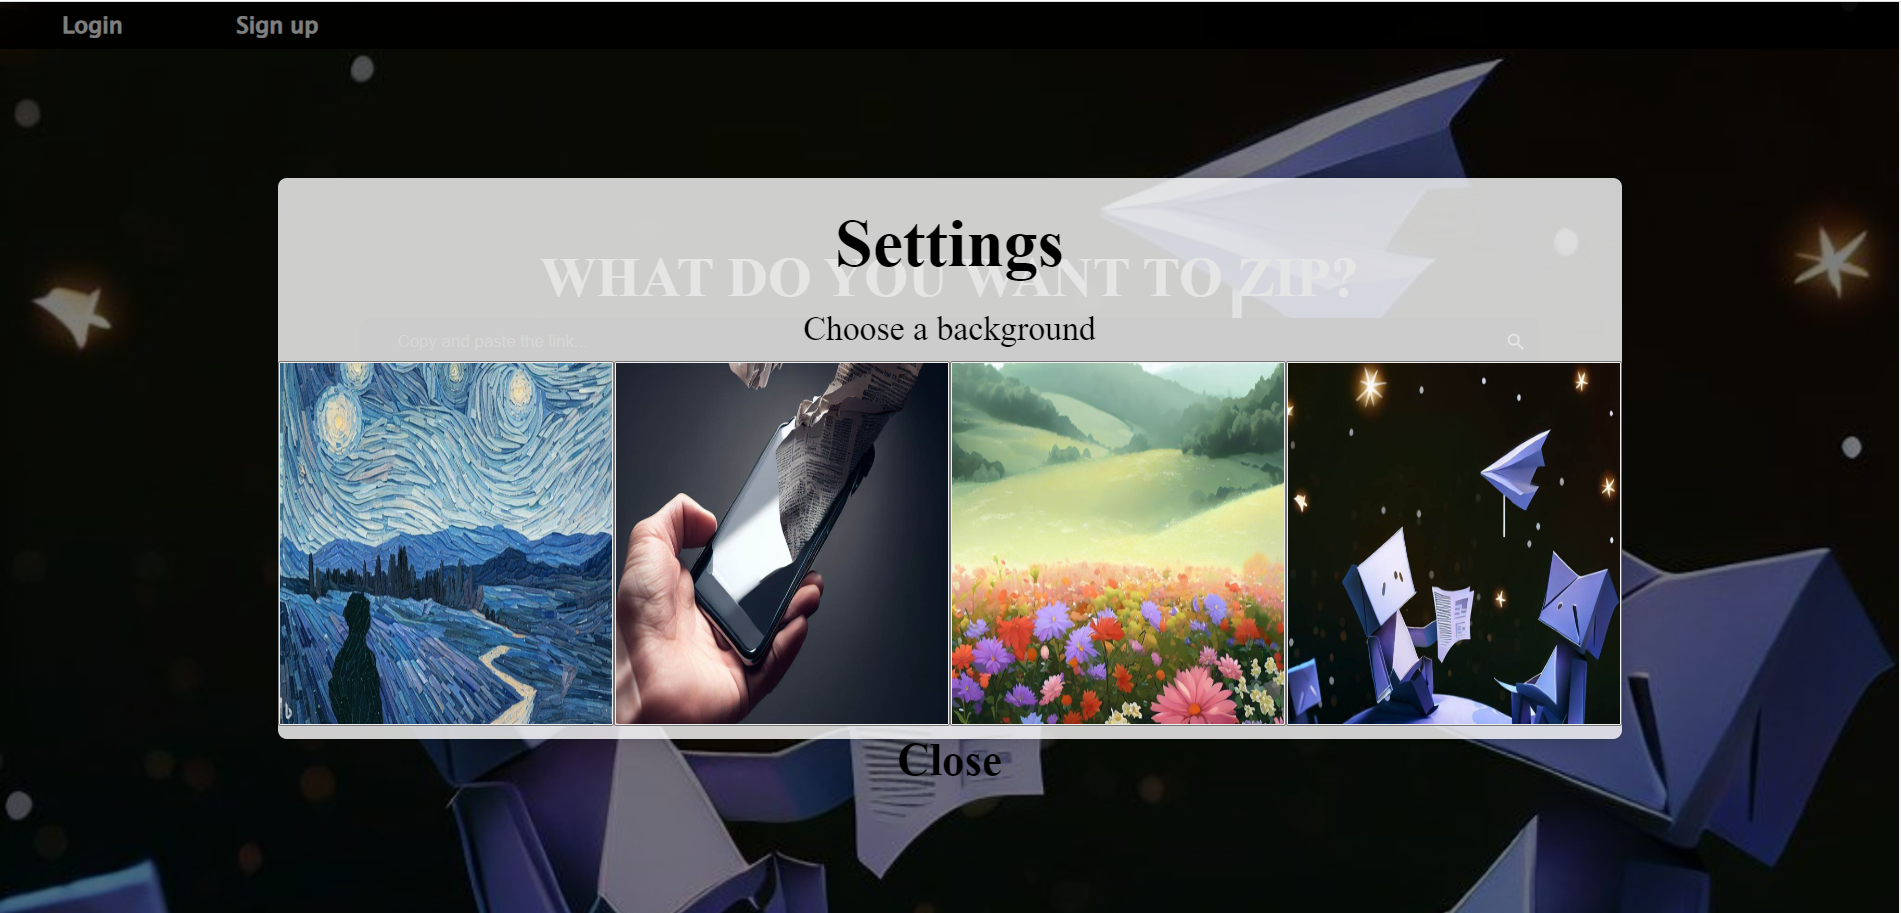 Login Sign up
Settings
WHAT DO YOU WANT TO ZIP?
Choose a background
Copy and paste the link...
Close